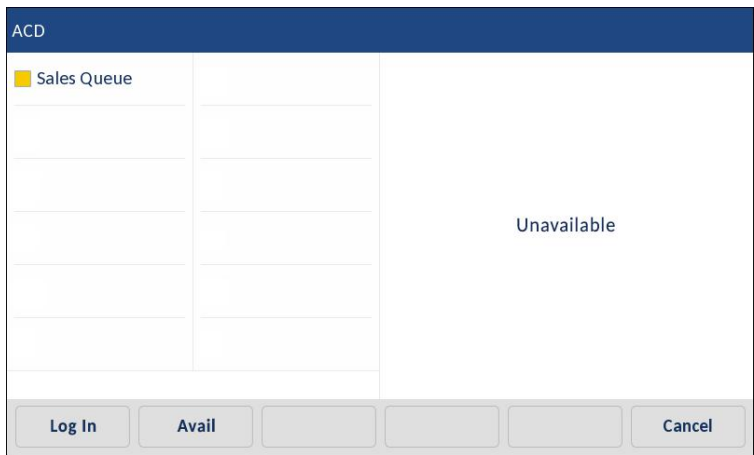 ACD
Sales Queue
Unavailable
Log In
Avail
Cancel